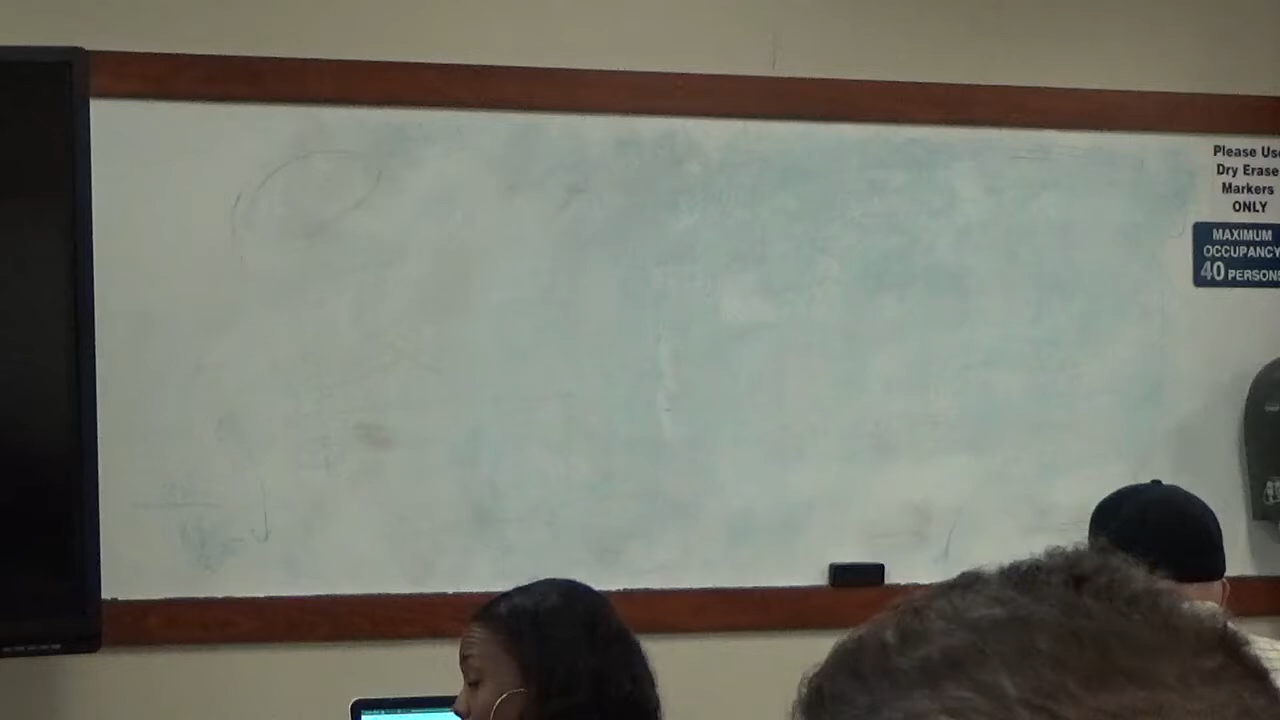 Please Use
Dry Erase
Markers
ONLY
MAXIMUM
OCCUPANCY
40 PERSONS